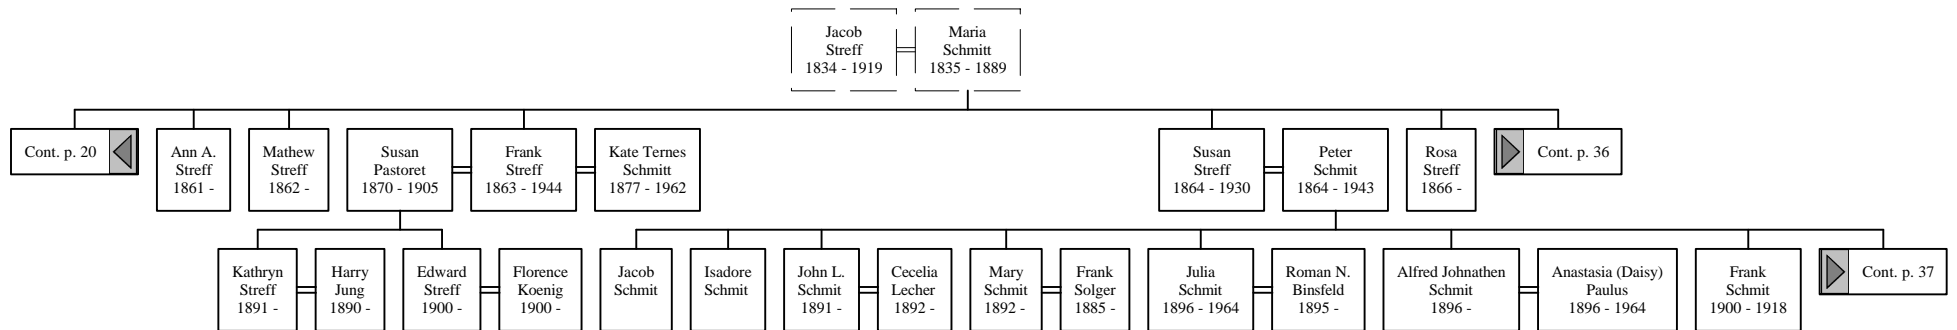 Jacob
Streff
1834 - 1919
Maria
Schmitt
1835 - 1889
Cont. p. 20
Ann A.
Streff
1861 -
Mathew
Streff
1862 -
Susan
Pastoret
1870 - 1905
Frank
Streff
1863 - 1944
Kate Ternes
Schmitt
1877 - 1962
Susan
Streff
1864 - 1930
Peter
Schmit
1864 - 1943
Rosa
Streff
1866 -
Cont. p. 36
Kathryn
Streff
1891 -
Harry
Jung
1890 -
Edward
Streff
1900 -
Florence
Koenig
1900 -
Jacob
Schmit
Isadore
Schmit
John L.
Schmit
1891 -
Cecelia
Lecher
1892 -
Mary
Schmit
1892 -
Frank
Solger
1885 -
Julia
Schmit
1896 - 1964
Roman N.
Binsfeld
1895 -
Alfred Johnathen
Schmit
1896 -
Anastasia (Daisy)
Paulus
1896 - 1964
Frank
Schmit
1900 - 1918
Cont. p. 37